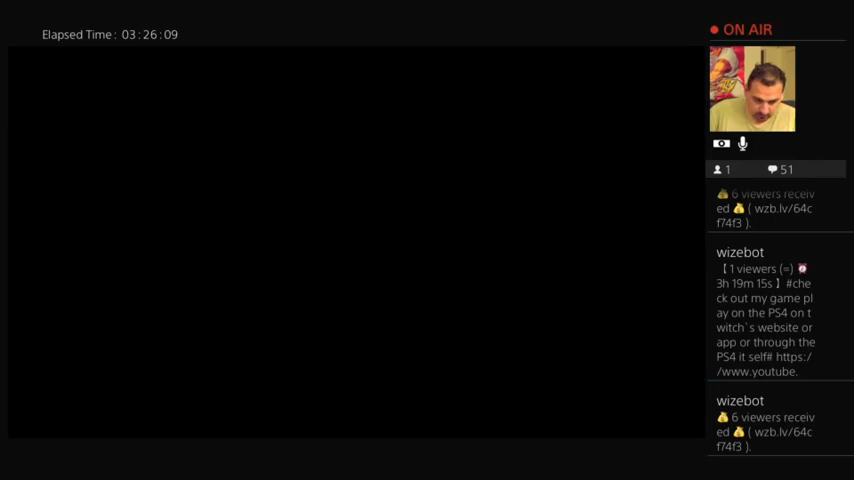 Elapsed Time: 03:26:09
ON AIR
1 51
💰 6 viewers receiv
ed 💰 ( wzb.lv/64c
f74f3 ).
wizebot
【 1 viewers (=) ⏰
3h 19m 15s 】#che
ck out my game pl
ay on the PS4 on t
witch`s website or
app or through the
PS4 it self# https:/
/www.youtube.
wizebot
💰 6 viewers receiv
ed 💰 ( wzb.lv/64c
f74f3 ).